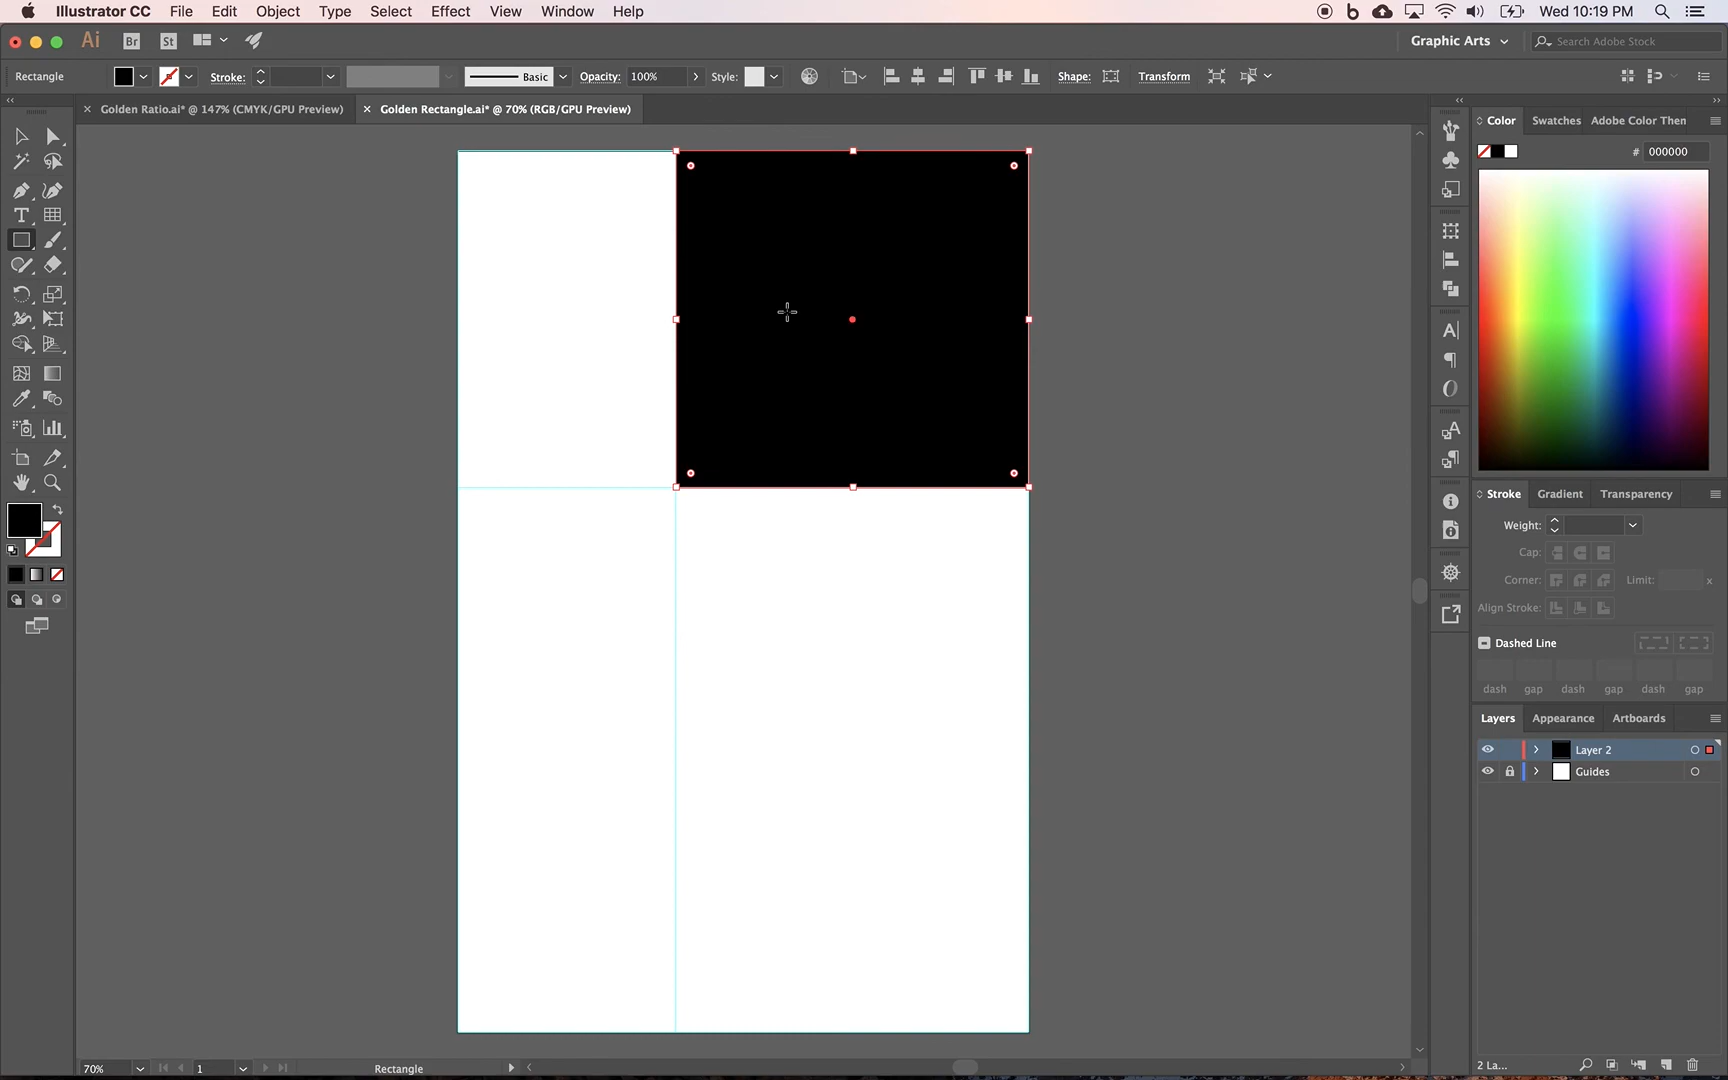 Illustrator CC File Edit Object Type Select Effect View Window Help
Wed 10:19 PM
Ai Br St
Graphic Arts
Search Adobe Stock
Rectangle
Stroke:
Basic
Opacity: 100%
Style:
Shape:
Transform
Golden Ratio.ai* @ 147% (CMYK/GPU Preview)
Golden Rectangle.ai* @ 70% (RGB/GPU Preview)
Color Swatches Adobe Color Them
# 000000
Stroke Gradient Transparency
Weight:
Cap:
Corner:
Limit: x
Align Stroke:
Dashed Line
dash gap dash gap dash gap
Layers Appearance Artboards
Layer 2
Guides
2 La...
70% 1 Rectangle